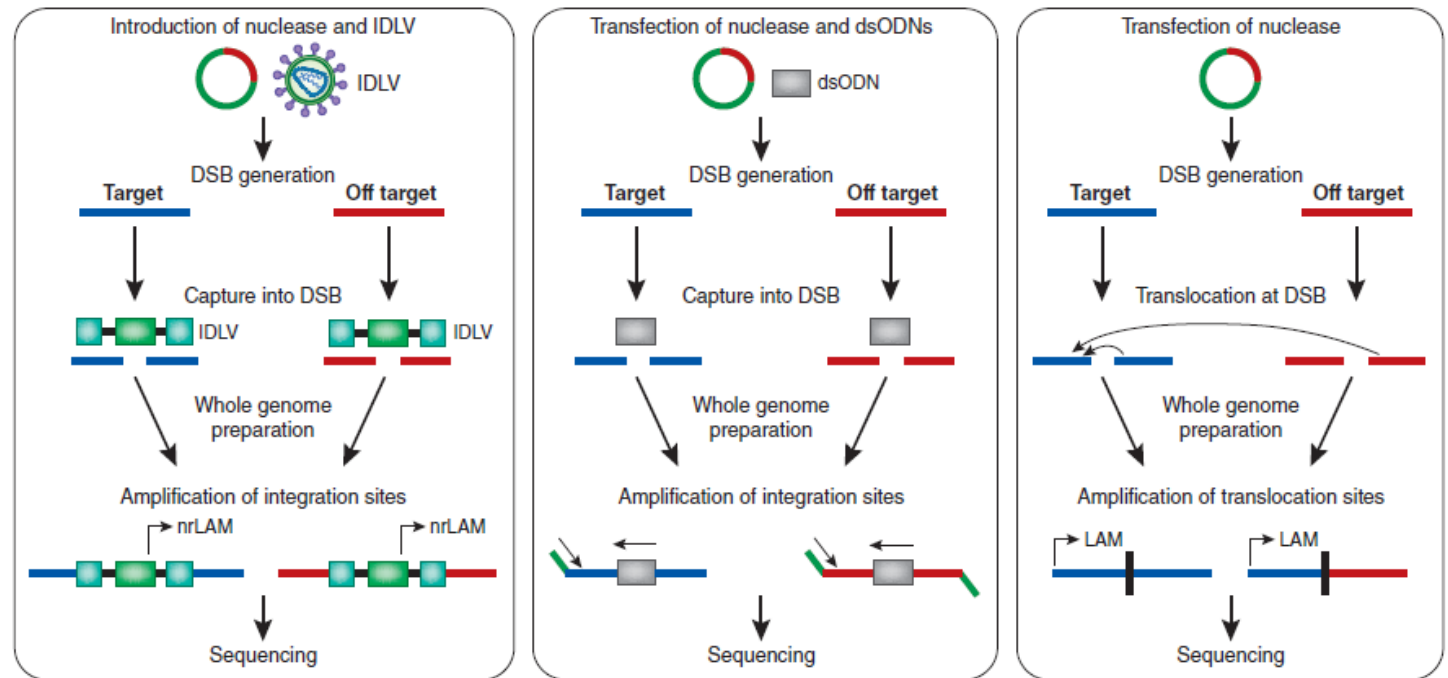 Introduction of nuclease and IDLV
IDLV
DSB generation
Target
Off target
Capture into DSB
IDLV
IDLV
Whole genome
preparation
Amplification of integration sites
nrLAM
nrLAM
Sequencing
Transfection of nuclease and dsODNs
dsODN
DSB generation
Target
Off target
Capture into DSB
Whole genome
preparation
Amplification of integration sites
Sequencing
Transfection of nuclease
DSB generation
Target
Off target
Translocation at DSB
Whole genome
preparation
Amplification of translocation sites
LAM
LAM
Sequencing